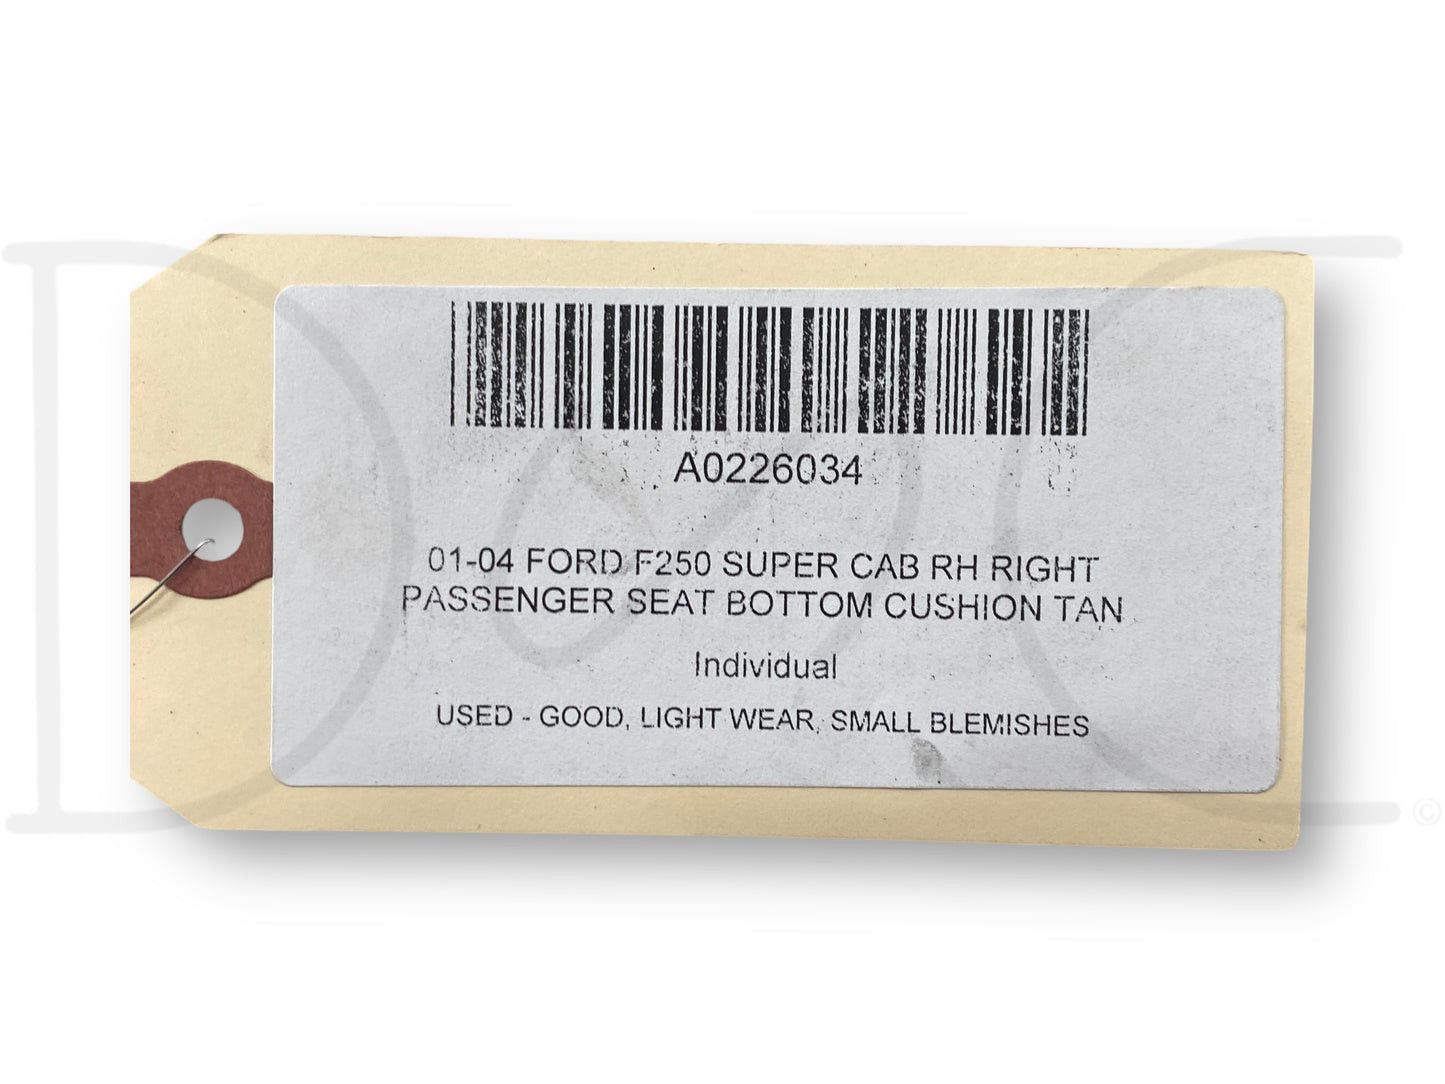 A0226034
01-04 FORD F250 SUPER CAB RH RIGHT
PASSENGER SEAT BOTTOM CUSHION TAN
Individual
USED - GOOD, LIGHT WEAR, SMALL BLEMISHES
©